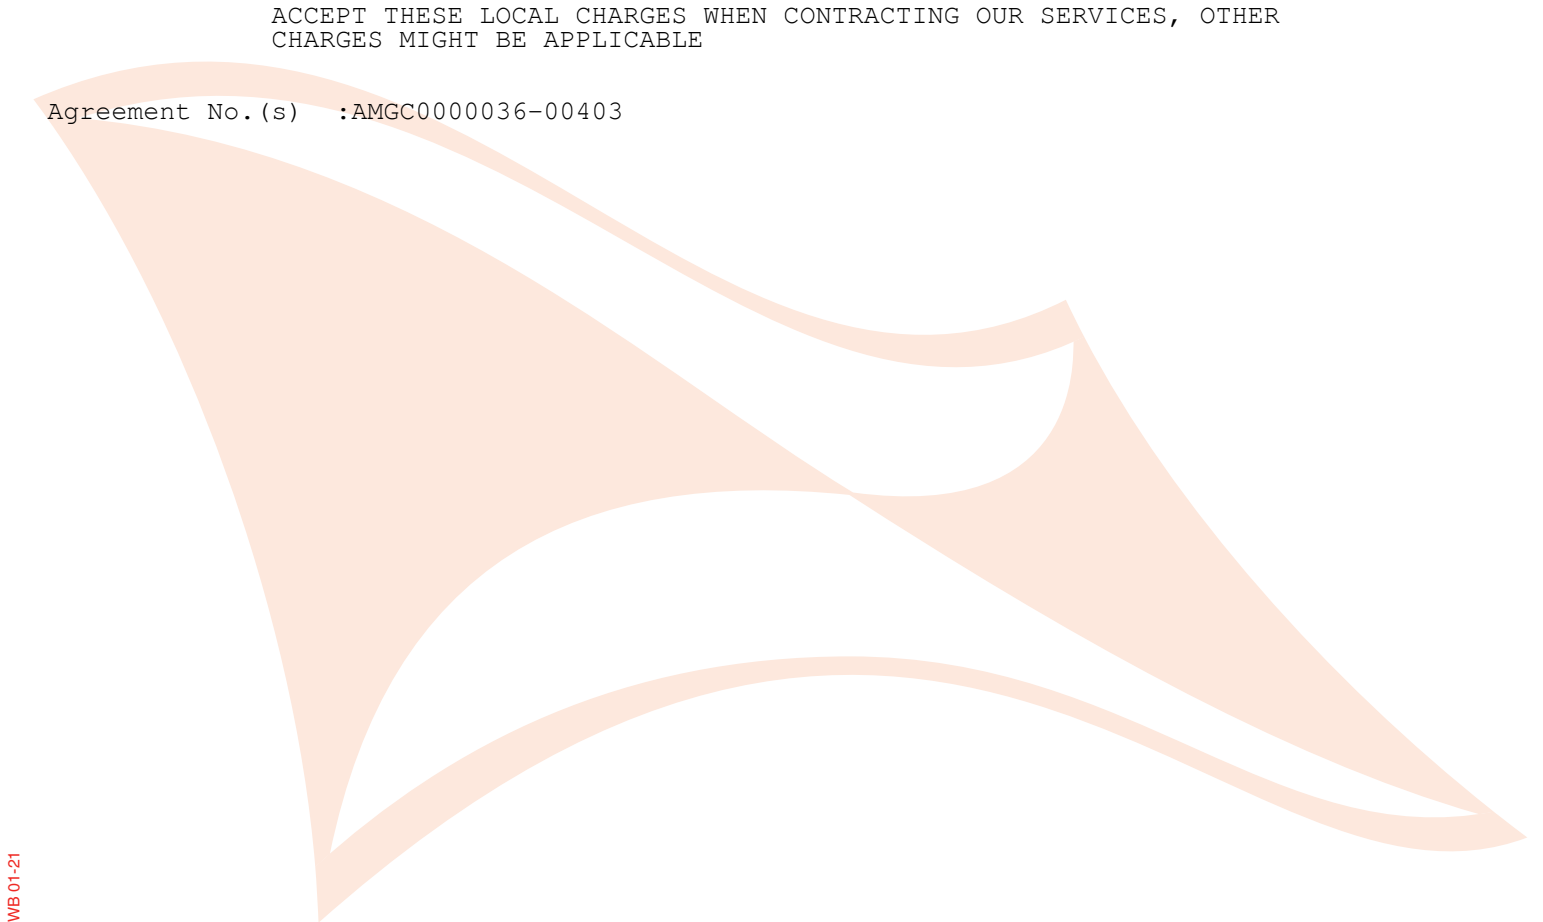 ACCEPT THESE LOCAL CHARGES WHEN CONTRACTING OUR SERVICES, OTHER
CHARGES MIGHT BE APPLICABLE
Agreement No.(s) :AMGC0000036-00403
WB 01-21